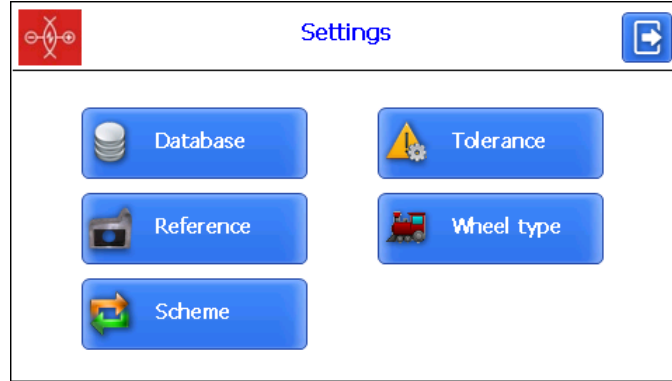 Settings
Database
Tolerance
Reference
Wheel type
Scheme